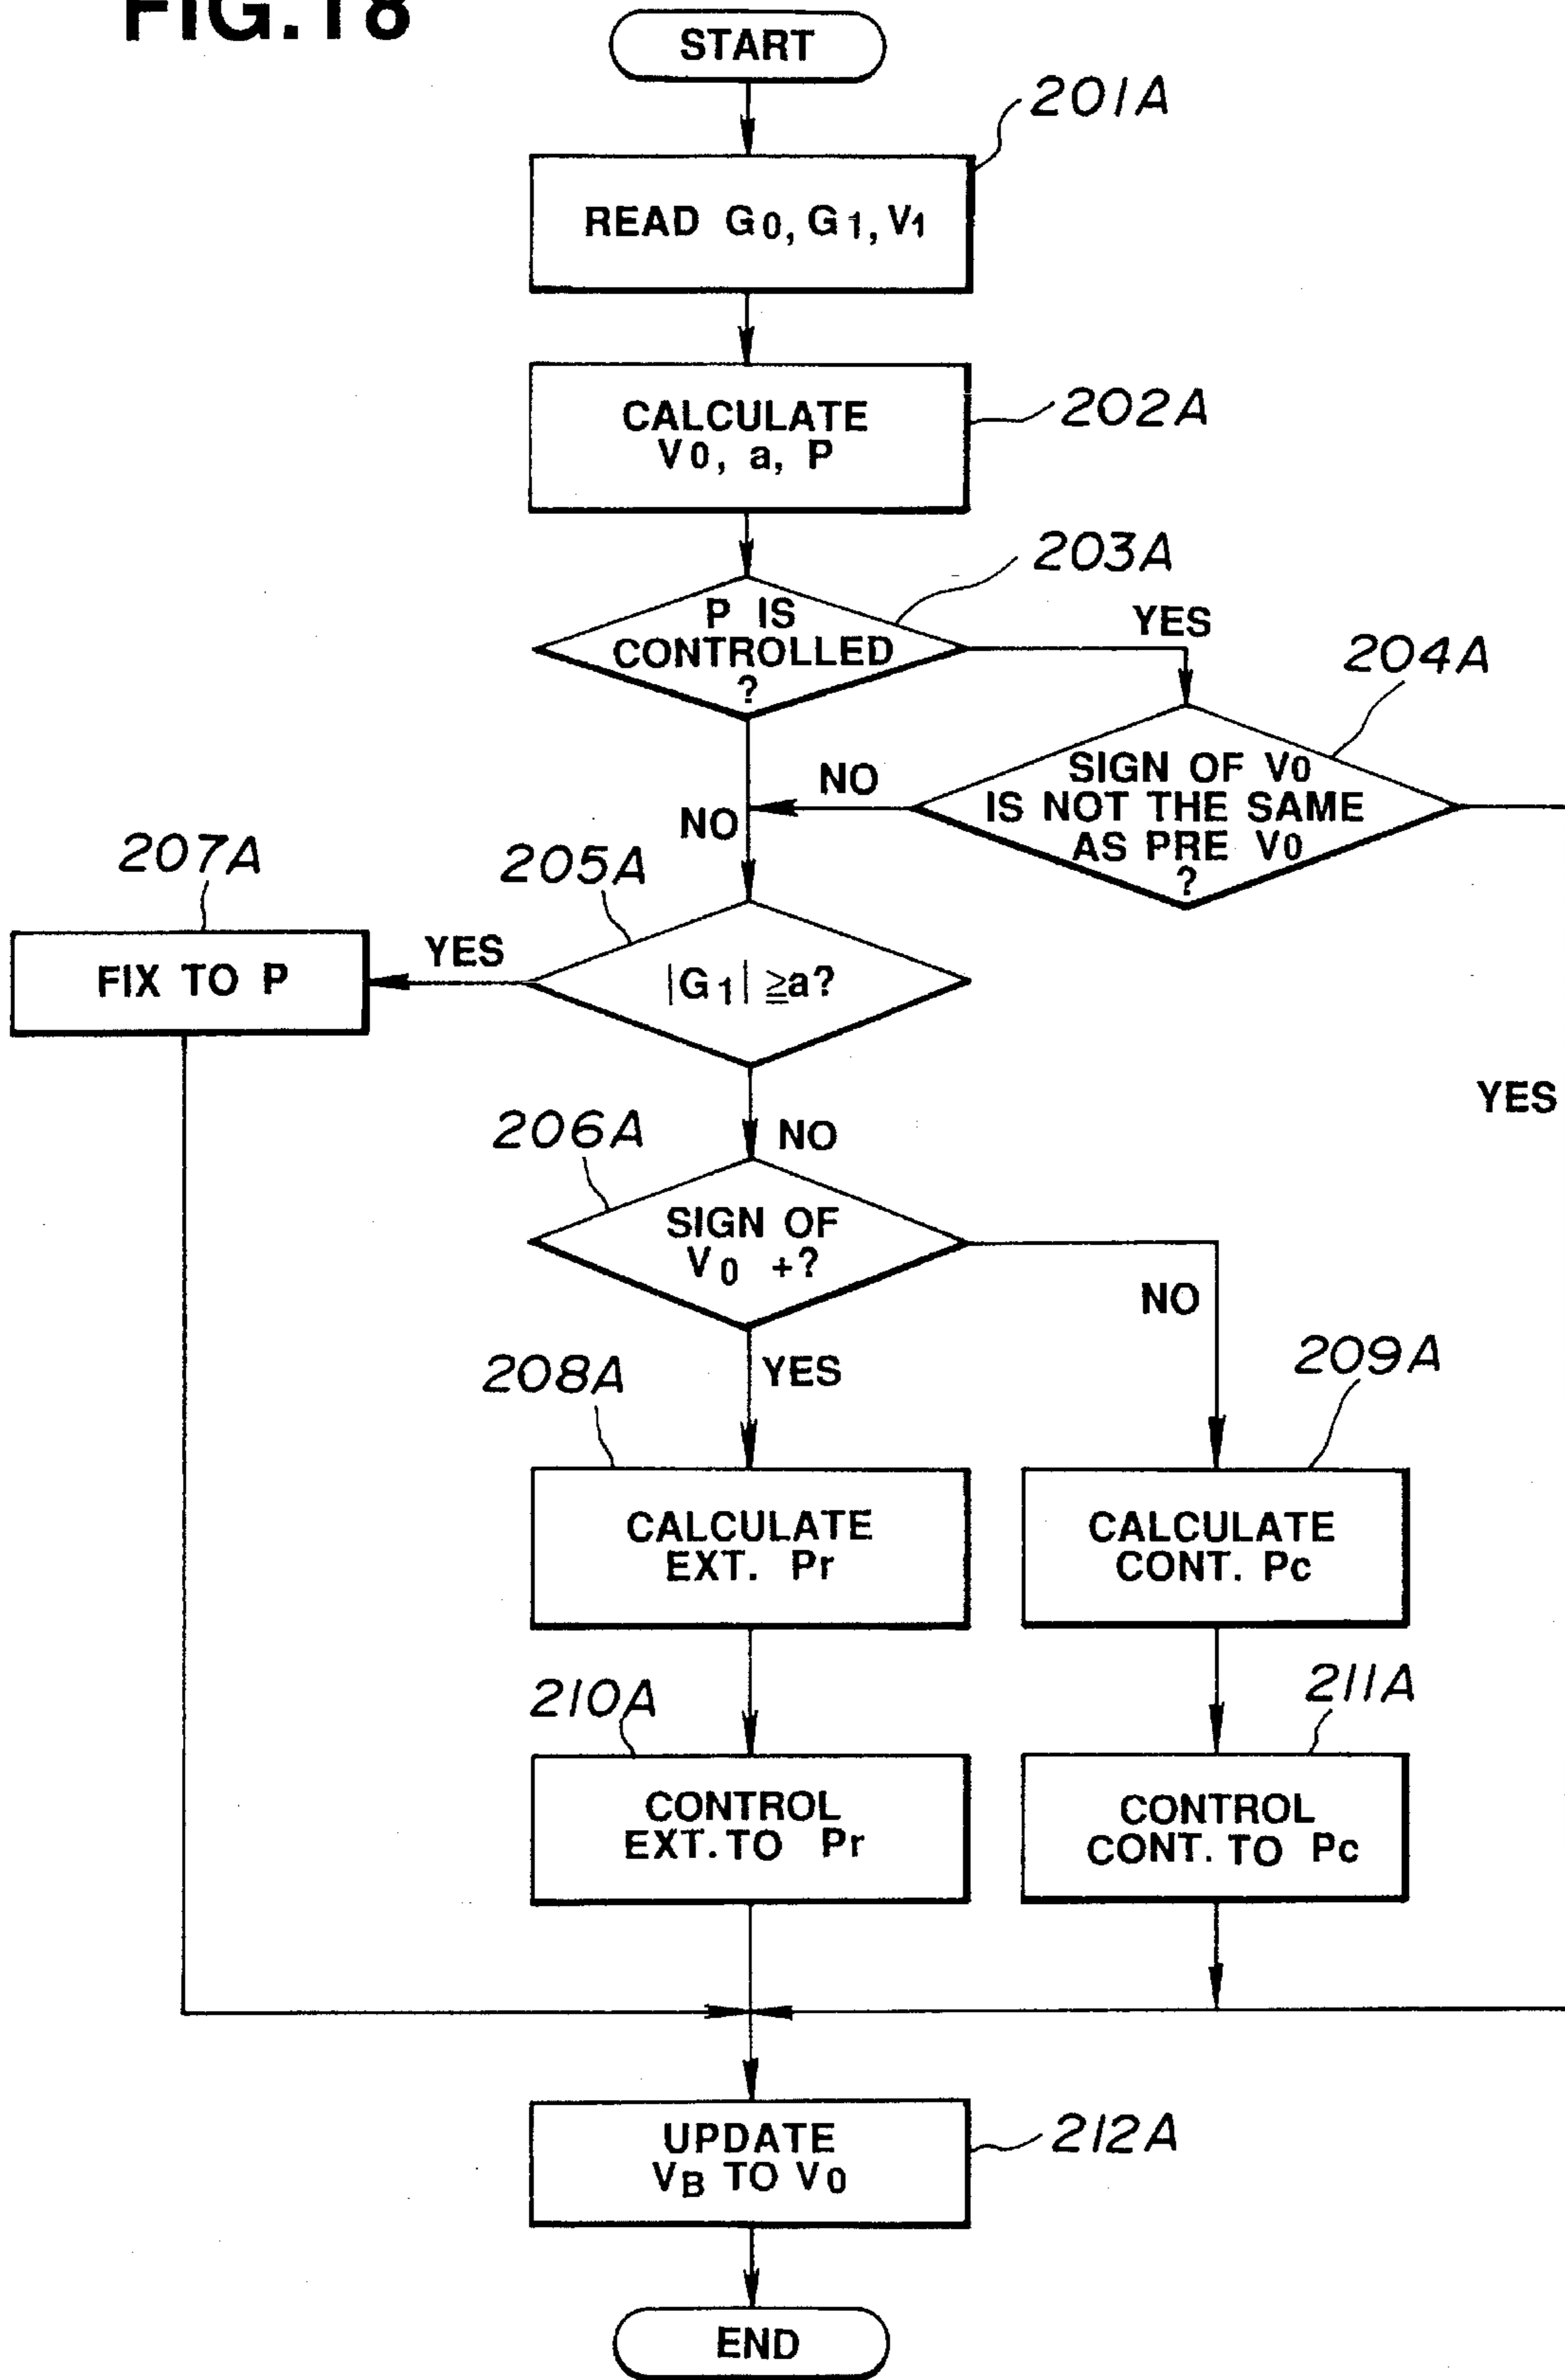 FIG.18
START
201A
READ G0, G1, V1
202A
CALCULATE
V0, a, P
203A
P IS
CONTROLLED
?
YES
204A
SIGN OF V0
IS NOT THE SAME
AS PRE V0
?
NO
NO
207A
205A
FIX TO P
YES
|G1| ≧a?
YES
206A
NO
SIGN OF
V0 +?
NO
208A
YES
209A
CALCULATE
EXT. Pr
CALCULATE
CONT. Pc
210A
211A
CONTROL
EXT. TO Pr
CONTROL
CONT. TO Pc
UPDATE
VB TO V0
212A
END